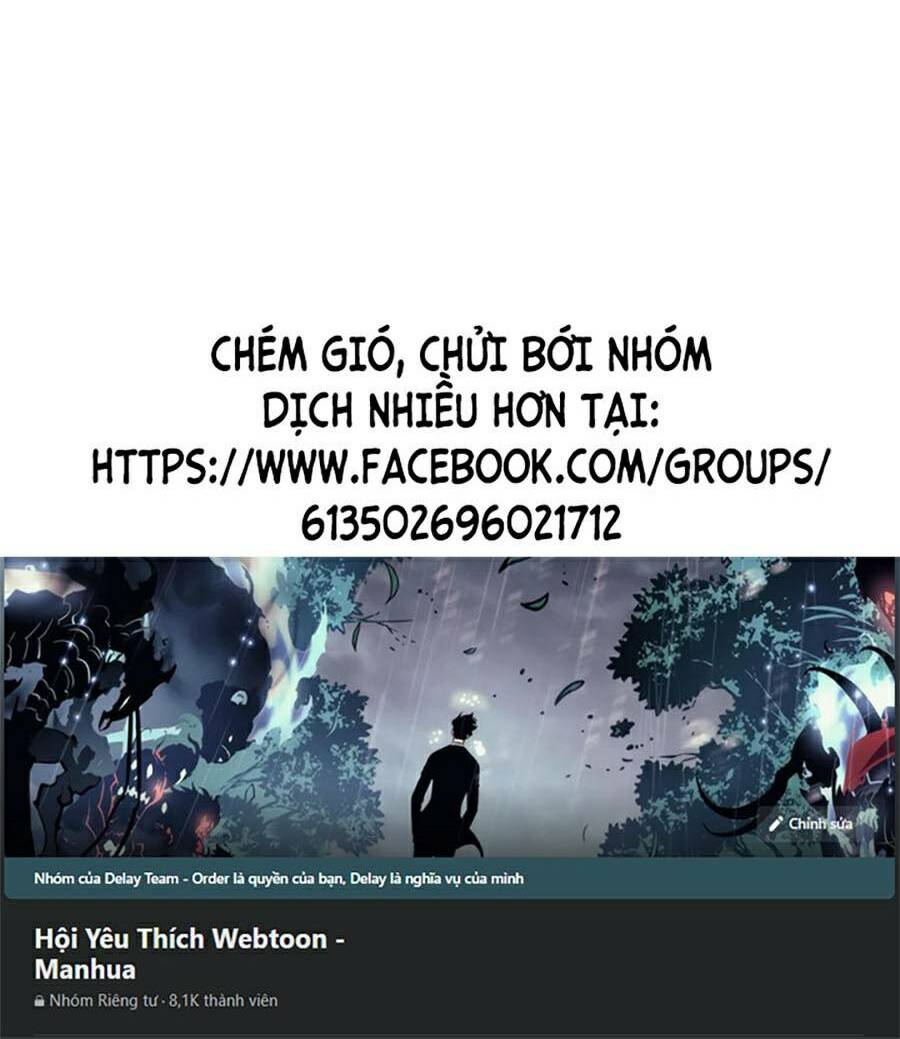 CHÉM GIÓ, CHỬI BỚI NHÓM
DỊCH NHIỀU HƠN TẠI:
HTTPS://WWW.FACEBOOK.COM/GROUPS/
613502696021712
Chỉnh sửa
Nhóm của Delay Team - Order là quyền của bạn, Delay là nghĩa vụ của mình
Hội Yêu Thích Webtoon -
Manhua
Nhóm Riêng tư · 8,1K thành viên